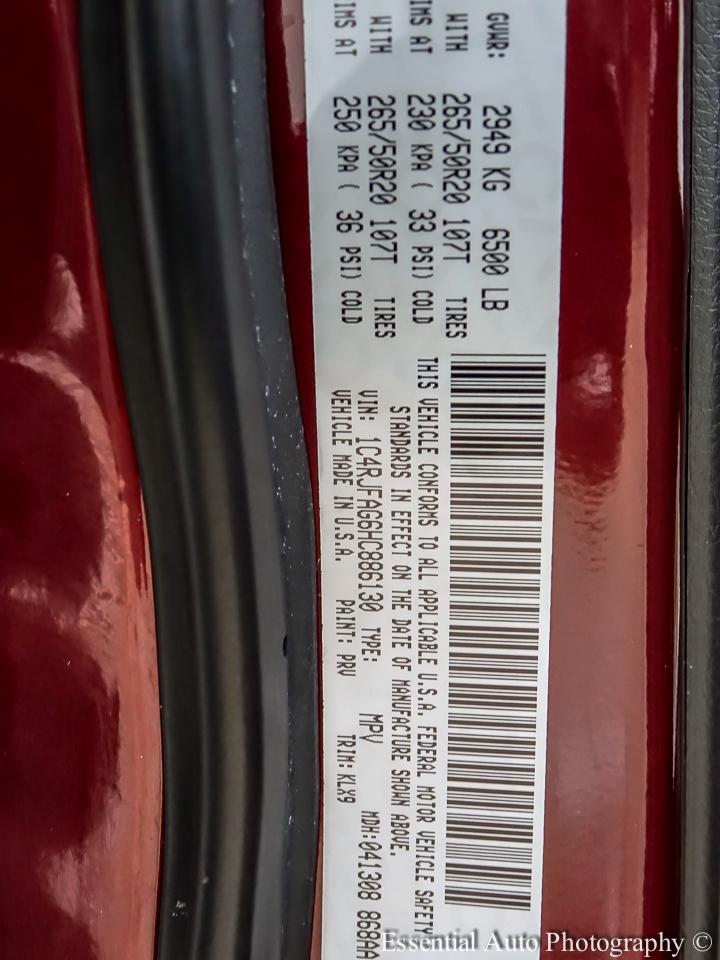 GVWR: 2949 KG 6500 LB
WITH 265/50R20 107T TIRES
IMS AT 230 KPA ( 33 PSI) COLD
WITH 265/50R20 107T TIRES
IMS AT 250 KPA ( 36 PSI) COLD
THIS VEHICLE CONFORMS TO ALL APPLICABLE U.S.A. FEDERAL MOTOR VEHICLE SAFETY
STANDARDS IN EFFECT ON THE DATE OF MANUFACTURE SHOWN ABOVE.
VIN: 1C4RJFAG6HC886130 TYPE: MPV MDH:041308 868AA
VEHICLE MADE IN U.S.A. PAINT: PRV TRIM: KLX9
Essential Auto Photography ©